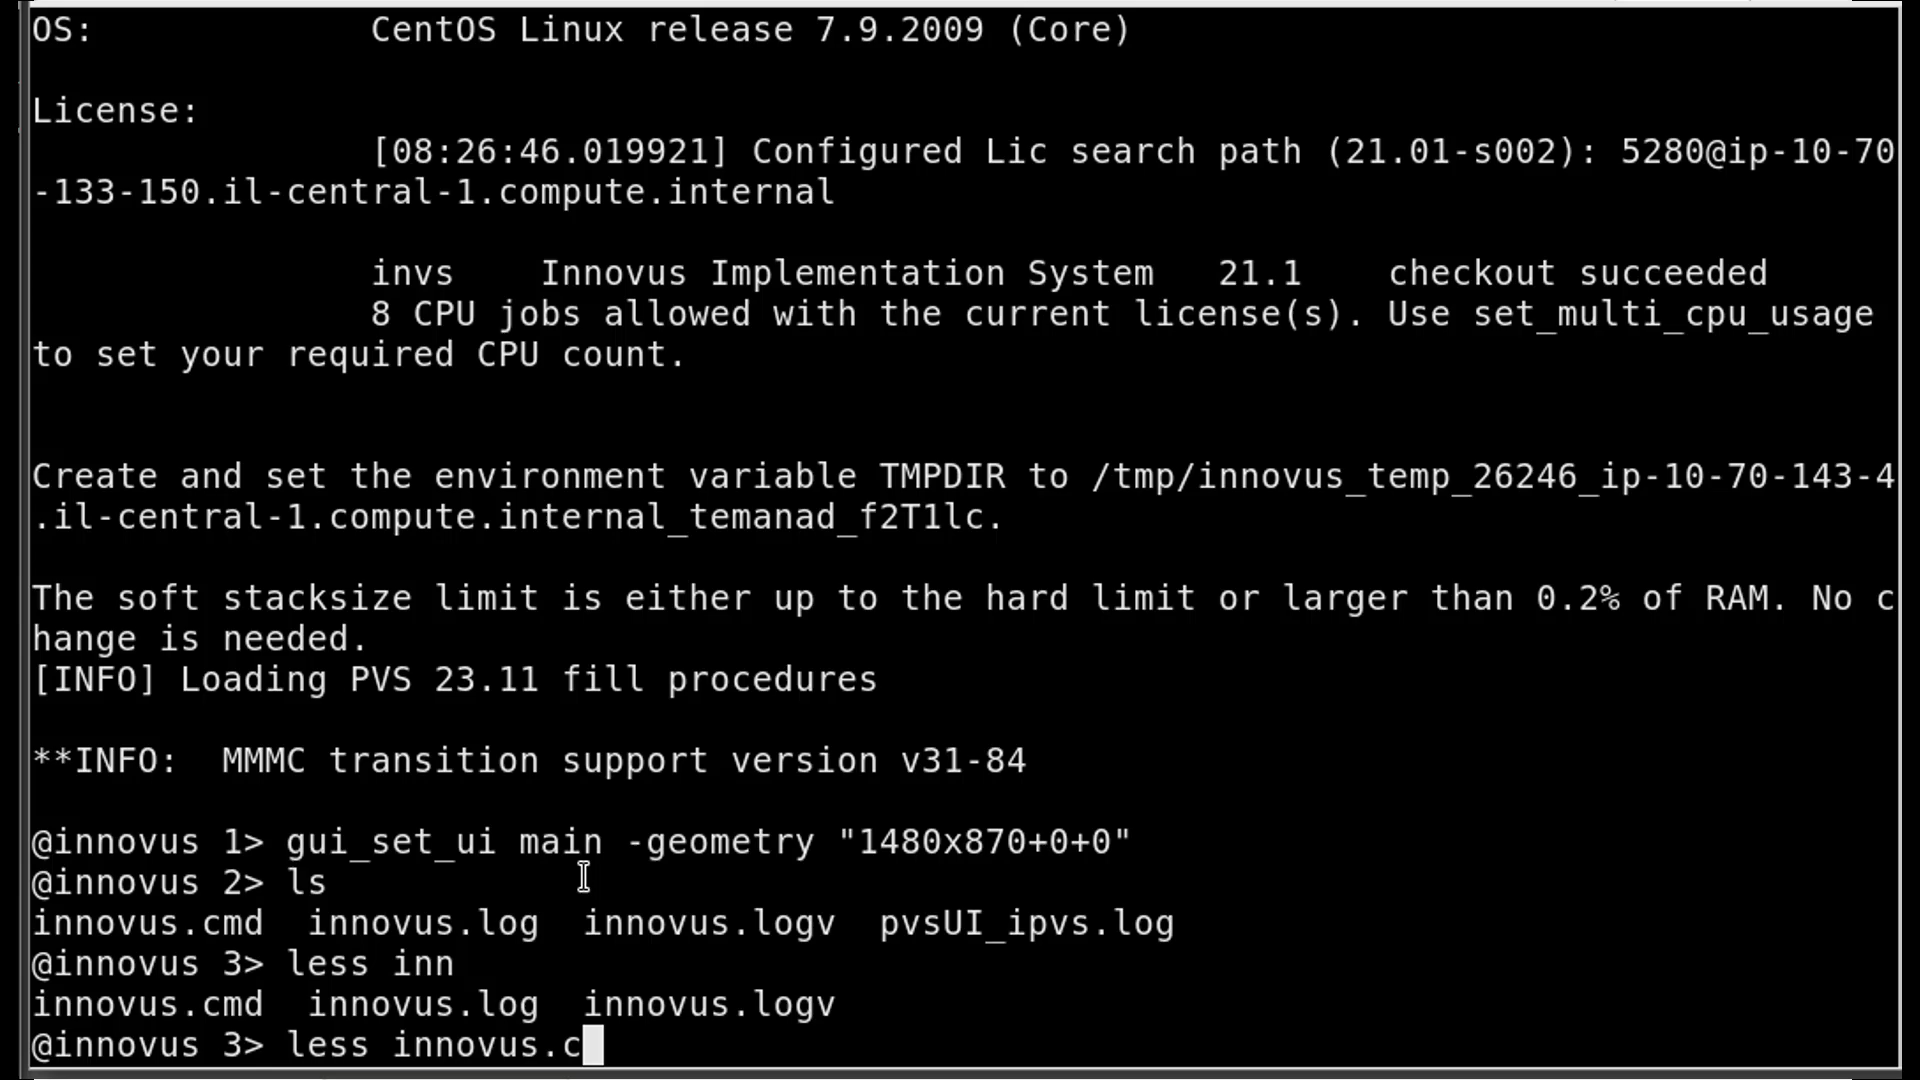 OS:             CentOS Linux release 7.9.2009 (Core)
License:
                [08:26:46.019921] Configured Lic search path (21.01-s002): 5280@ip-10-70
-133-150.il-central-1.compute.internal
                invs    Innovus Implementation System   21.1    checkout succeeded
                8 CPU jobs allowed with the current license(s). Use set_multi_cpu_usage
to set your required CPU count.
Create and set the environment variable TMPDIR to /tmp/innovus_temp_26246_ip-10-70-143-4
.il-central-1.compute.internal_temanad_f2T1lc.
The soft stacksize limit is either up to the hard limit or larger than 0.2% of RAM. No c
hange is needed.
[INFO] Loading PVS 23.11 fill procedures
**INFO:  MMMC transition support version v31-84
@innovus 1> gui_set_ui main -geometry "1480x870+0+0"
@innovus 2> ls
innovus.cmd  innovus.log  innovus.logv  pvsUI_ipvs.log
@innovus 3> less inn
innovus.cmd  innovus.log  innovus.logv
@innovus 3> less innovus.c